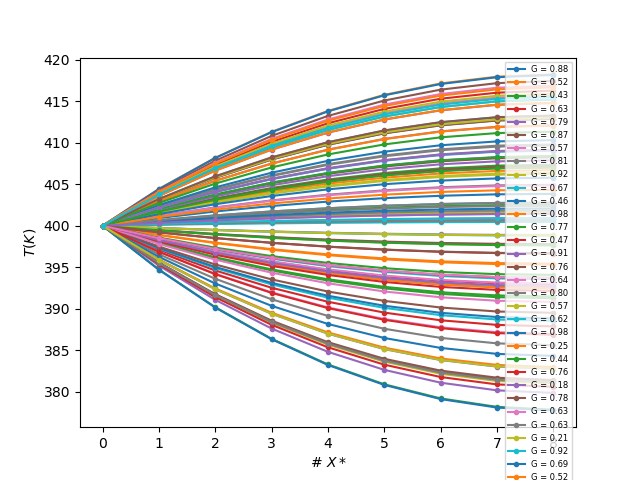 420
415
410
405
400
395
390
385
380
T(K)
0 1 2 3 4 5 6 7
# X*
G = 0.88
G = 0.52
G = 0.43
G = 0.63
G = 0.79
G = 0.87
G = 0.57
G = 0.81
G = 0.92
G = 0.67
G = 0.46
G = 0.98
G = 0.77
G = 0.47
G = 0.91
G = 0.76
G = 0.64
G = 0.80
G = 0.57
G = 0.62
G = 0.98
G = 0.25
G = 0.44
G = 0.76
G = 0.18
G = 0.78
G = 0.63
G = 0.63
G = 0.21
G = 0.92
G = 0.69
G = 0.52